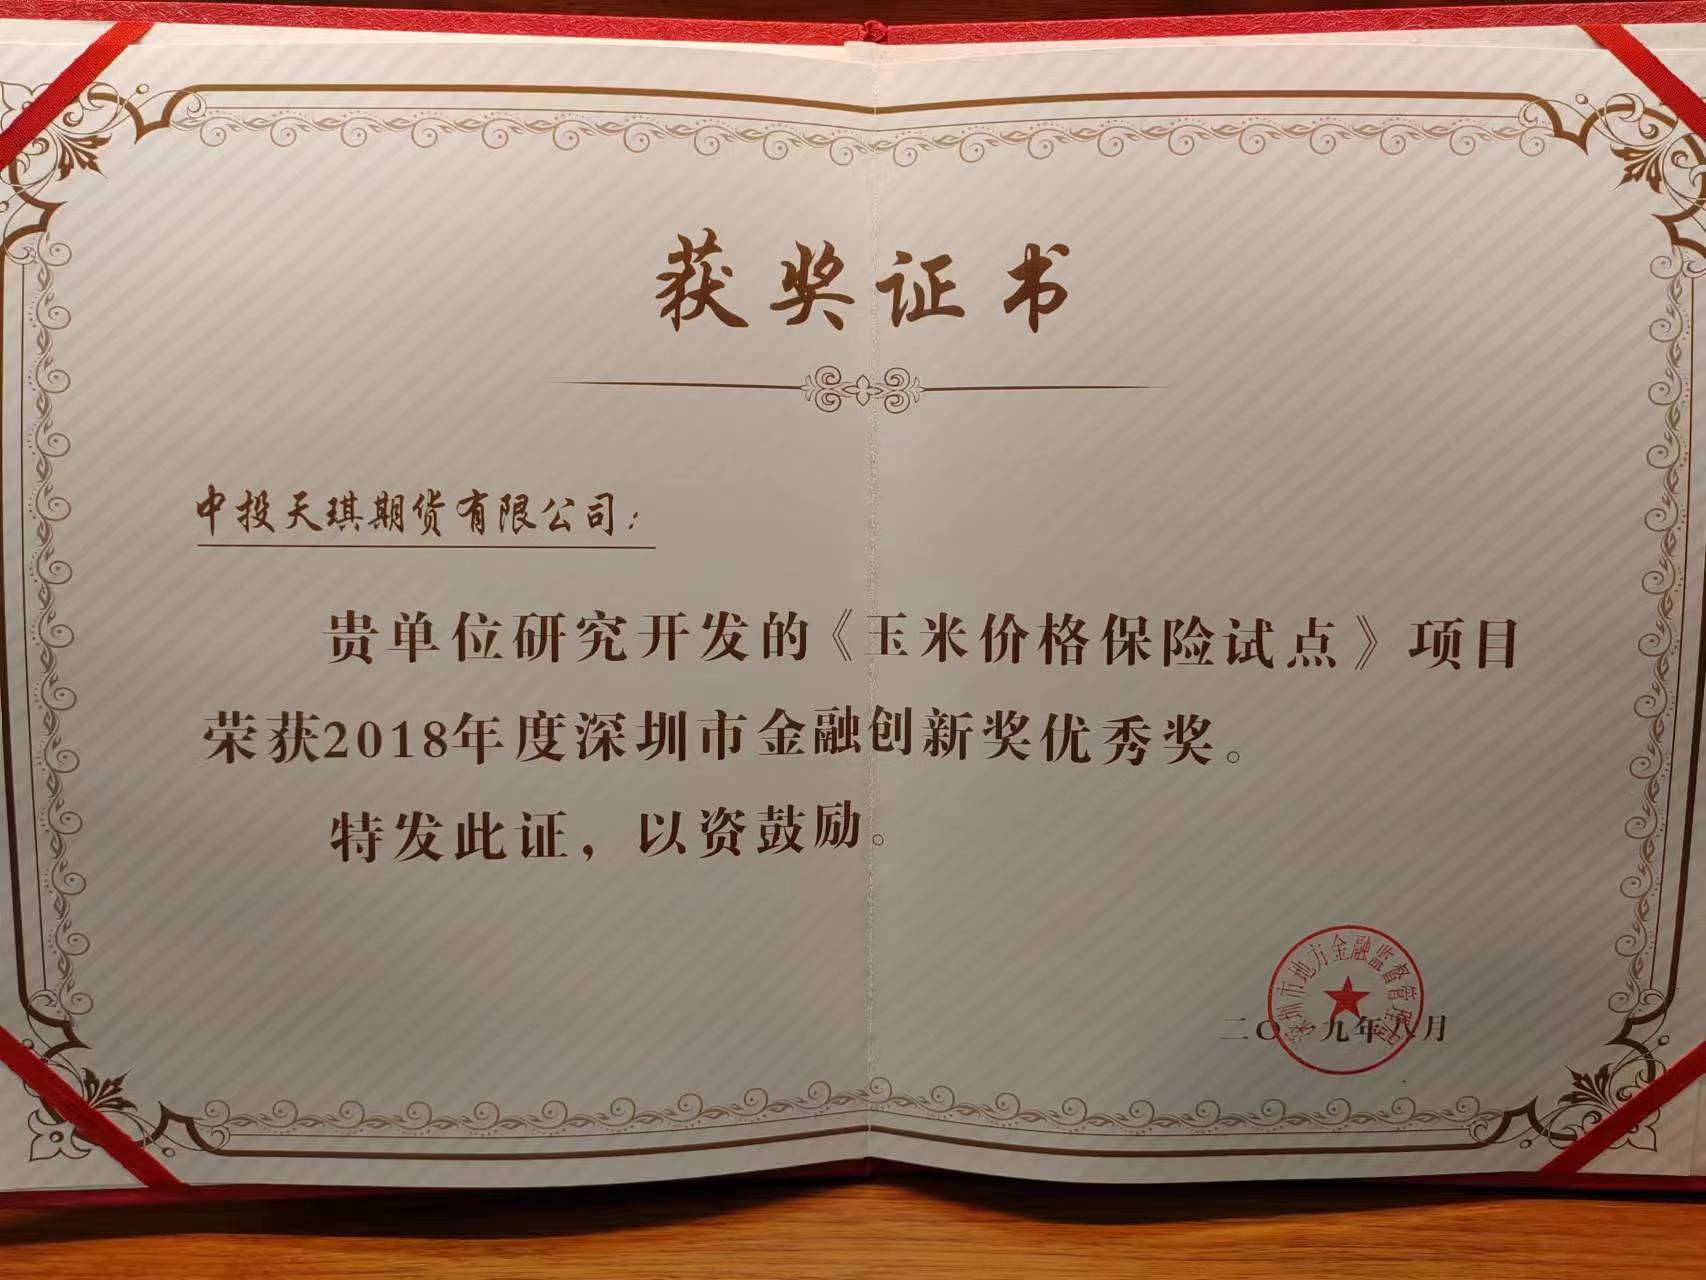 获奖证书
中投天琪期货有限公司：
贵单位研究开发的《玉米价格保险试点》项目
荣获2018年度深圳市金融创新奖优秀奖。
特发此证，以资鼓励。
深圳市地方金融监督管理局
二〇一九年八月